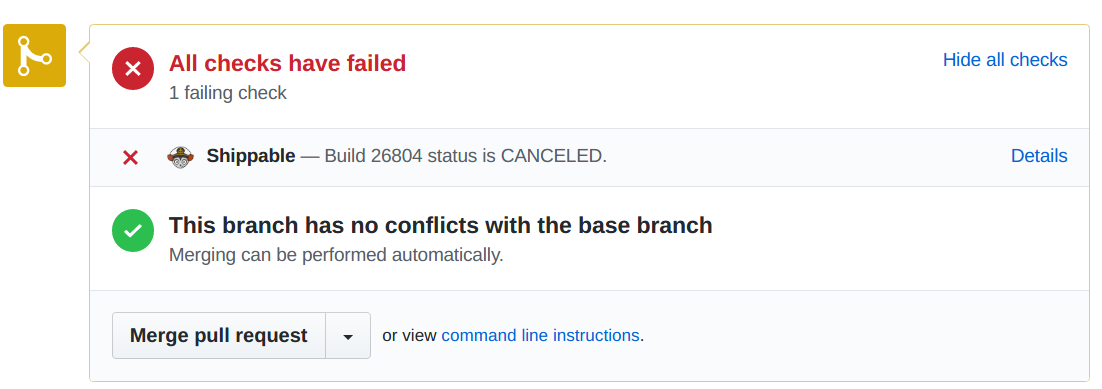 All checks have failed
Hide all checks
1 failing check
Shippable — Build 26804 status is CANCELED.
Details
This branch has no conflicts with the base branch
Merging can be performed automatically.
Merge pull request
or view command line instructions.